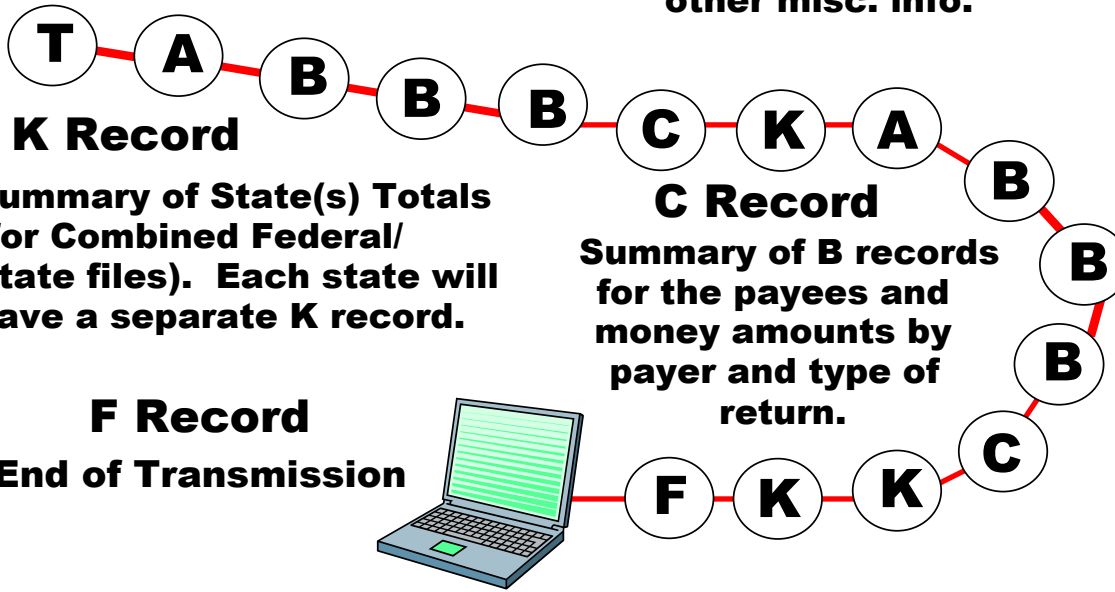 other misc. info.
T A B B B C K A B B B C K K F
K Record
ummary of State(s) Totals
or Combined Federal/
tate files). Each state will
ave a separate K record.
C Record
Summary of B records
for the payees and
money amounts by
payer and type of
return.
F Record
End of Transmission